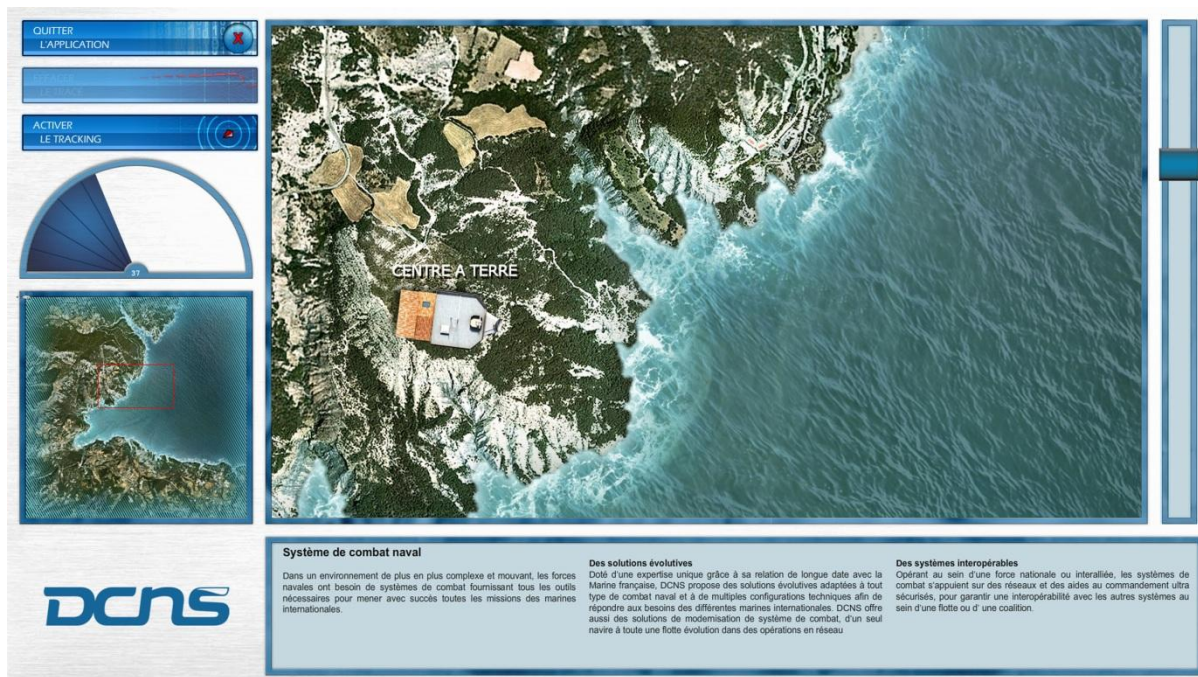 QUITTER
L'APPLICATION
EFFACER
LE TRACÉ
ACTIVER
LE TRACKING
37
CENTRE A TERRE
DCNS
Système de combat naval
Dans un environnement de plus en plus complexe et mouvant, les forces
navales ont besoin de systèmes de combat fournissant tous les outils
nécessaires pour mener avec succès toutes les missions des marines
internationales.
Des solutions évolutives
Doté d'une expertise unique grâce à sa relation de longue date avec la
Marine française, DCNS propose des solutions évolutives adaptées à tout
type de combat naval et à de multiples configurations techniques afin de
répondre aux besoins des différentes marines internationales. DCNS offre
aussi des solutions de modernisation de système de combat, d'un seul
navire à toute une flotte évolution dans des opérations en réseau
Des systèmes interopérables
Opérant au sein d'une force nationale ou interalliée, les systèmes de
combat s'appuient sur des réseaux et des aides au commandement ultra
sécurisés, pour garantir une interopérabilité avec les autres systèmes au
sein d'une flotte ou d' une coalition.